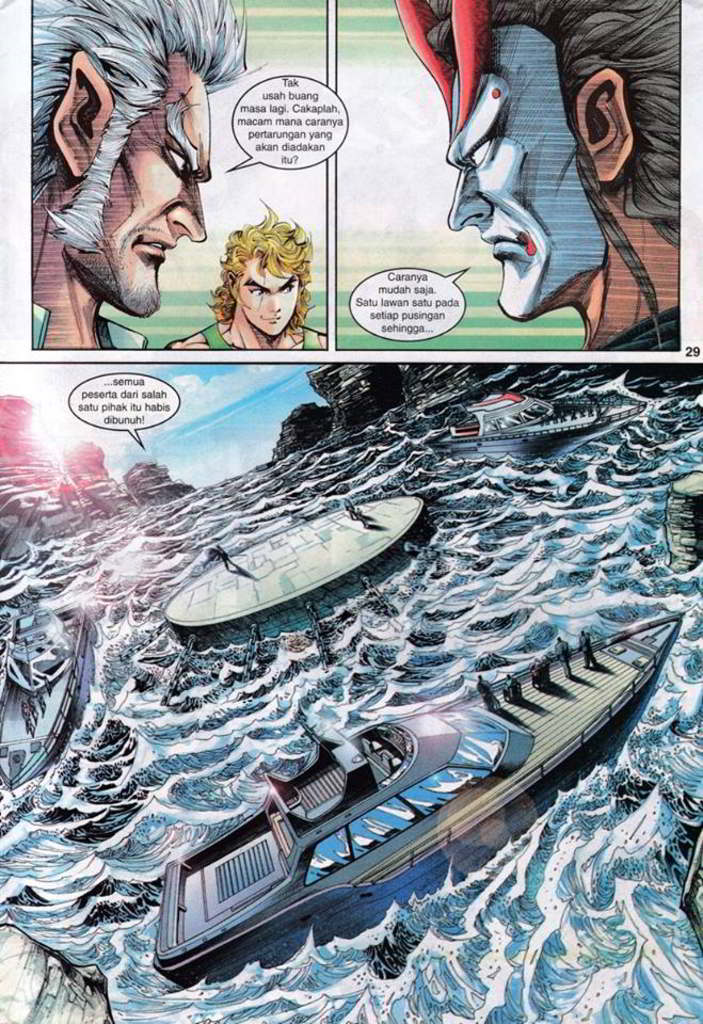 Tak
usah buang
masa lagi. Cakaplah,
macam mana caranya
pertarungan yang
akan diadakan
itu?
Caranya
mudah saja.
Satu lawan satu pada
setiap pusingan
sehingga...
29
...semua
peserta dari salah
satu pihak itu habis
dibunuh!